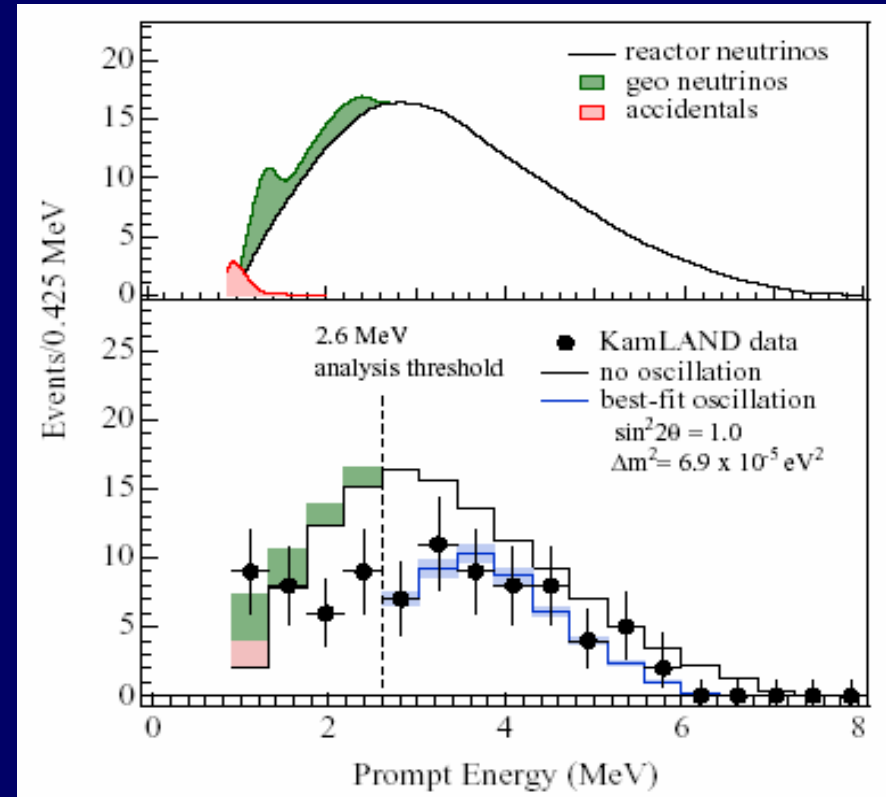 reactor neutrinos
geo neutrinos
accidentals
20
15
10
5
0
Events/0.425 MeV
2.6 MeV
analysis threshold
KamLAND data
no oscillation
best-fit oscillation
sin²2θ = 1.0
Δm²= 6.9 x 10⁻⁵ eV²
25
20
15
10
5
0
0 2 4 6 8
Prompt Energy (MeV)